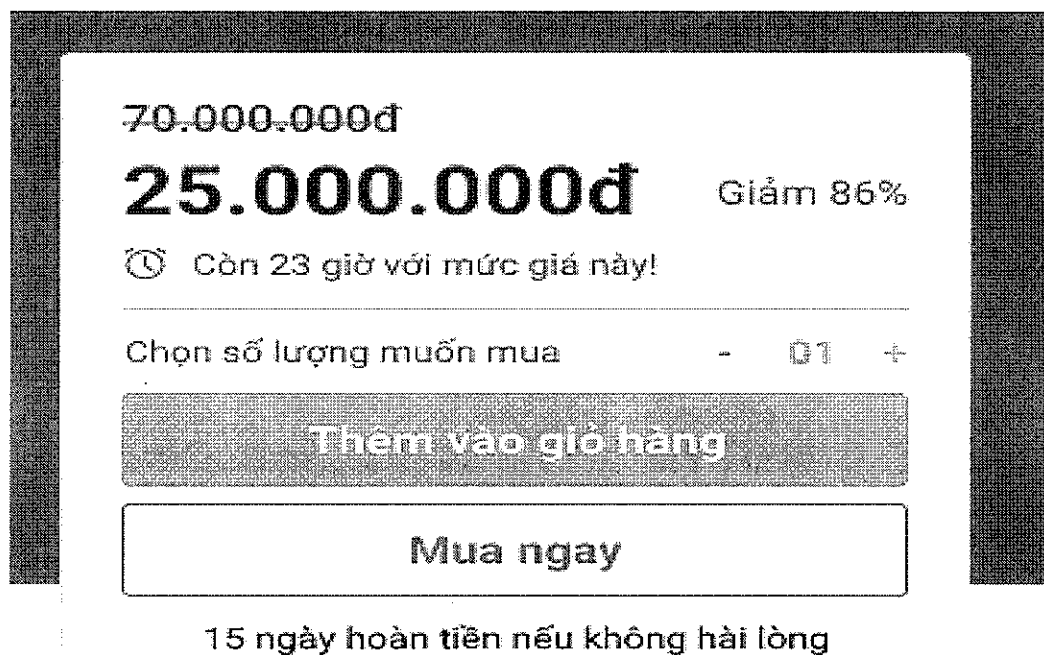 70.000.000đ
25.000.000đ Giảm 86%
Còn 23 giờ với mức giá này!
Chọn số lượng muốn mua - 01 +
Thêm vào giỏ hàng
Mua ngay
15 ngày hoàn tiền nếu không hài lòng